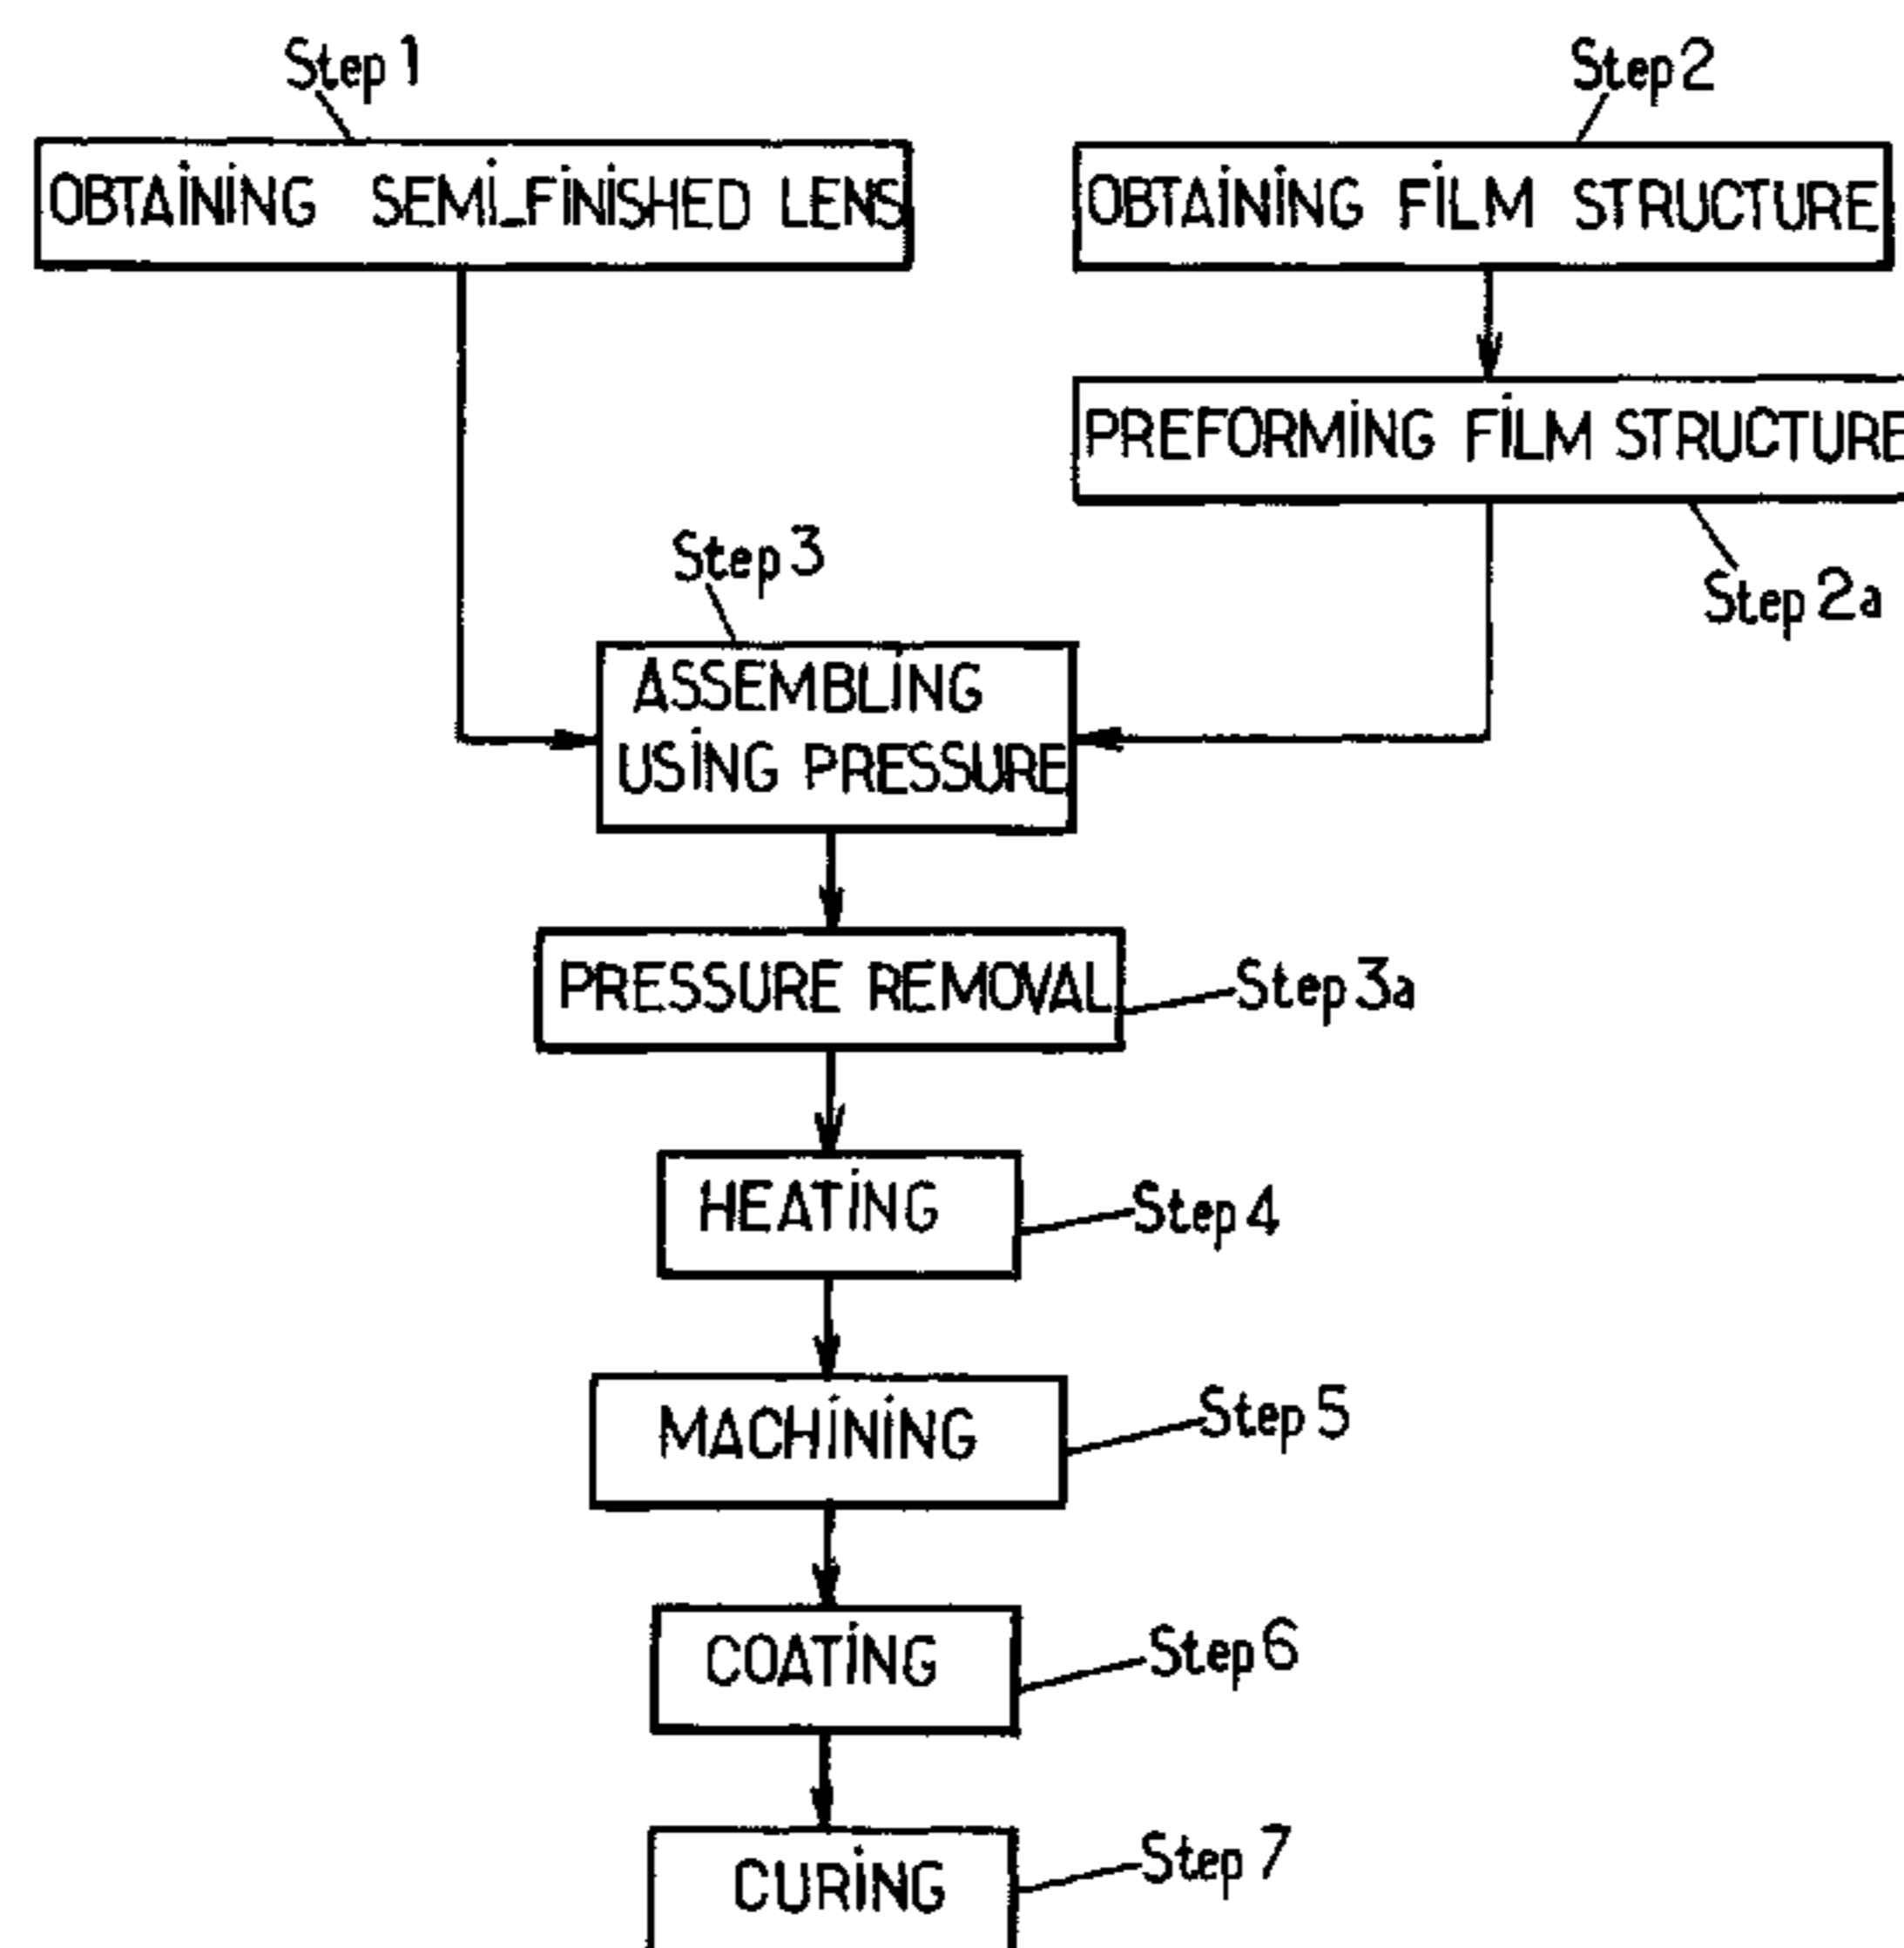 Step 1
Step 2
OBTAINING SEMI-FINISHED LENS
OBTAINING FILM STRUCTURE
PREFORMING FILM STRUCTURE
Step 2a
Step 3
ASSEMBLING
USING PRESSURE
PRESSURE REMOVAL
Step 3a
HEATING
Step 4
MACHINING
Step 5
COATING
Step 6
CURING
Step 7